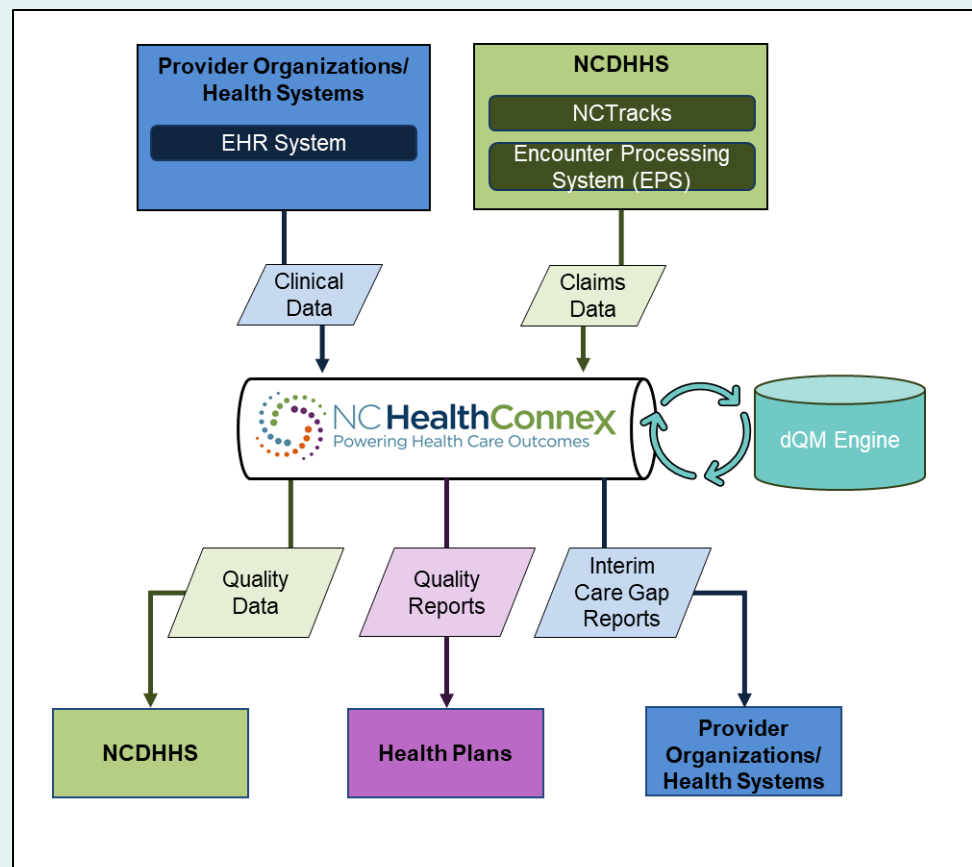 Provider Organizations/
Health Systems
EHR System
NCDHHS
NCTracks
Encounter Processing
System (EPS)
Clinical
Data
Claims
Data
NC HealthConnex
Powering Health Care Outcomes
dQM Engine
Quality
Data
Quality
Reports
Interim
Care Gap
Reports
NCDHHS
Health Plans
Provider
Organizations/
Health Systems